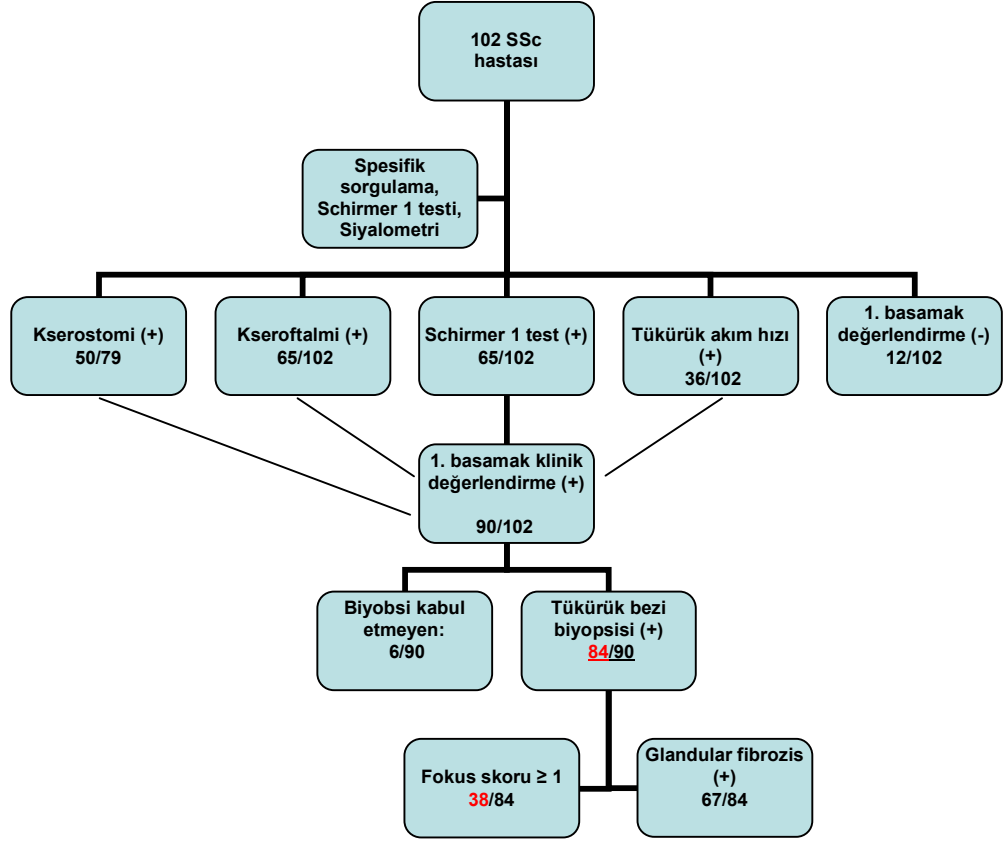 102 SSc
hastası
Spesifik
sorgulama,
Schirmer 1 testi,
Siyalometri
Kserostomi (+)
50/79
Kseroftalmi (+)
65/102
Schirmer 1 test (+)
65/102
Tükürük akım hızı
(+)
36/102
1. basamak
değerlendirme (-)
12/102
1. basamak klinik
değerlendirme (+)
90/102
Biyobsi kabul
etmeyen:
6/90
Tükürük bezi
biyopsisi (+)
84/90
Fokus skoru ≥ 1
38/84
Glandular fibrozis
(+)
67/84